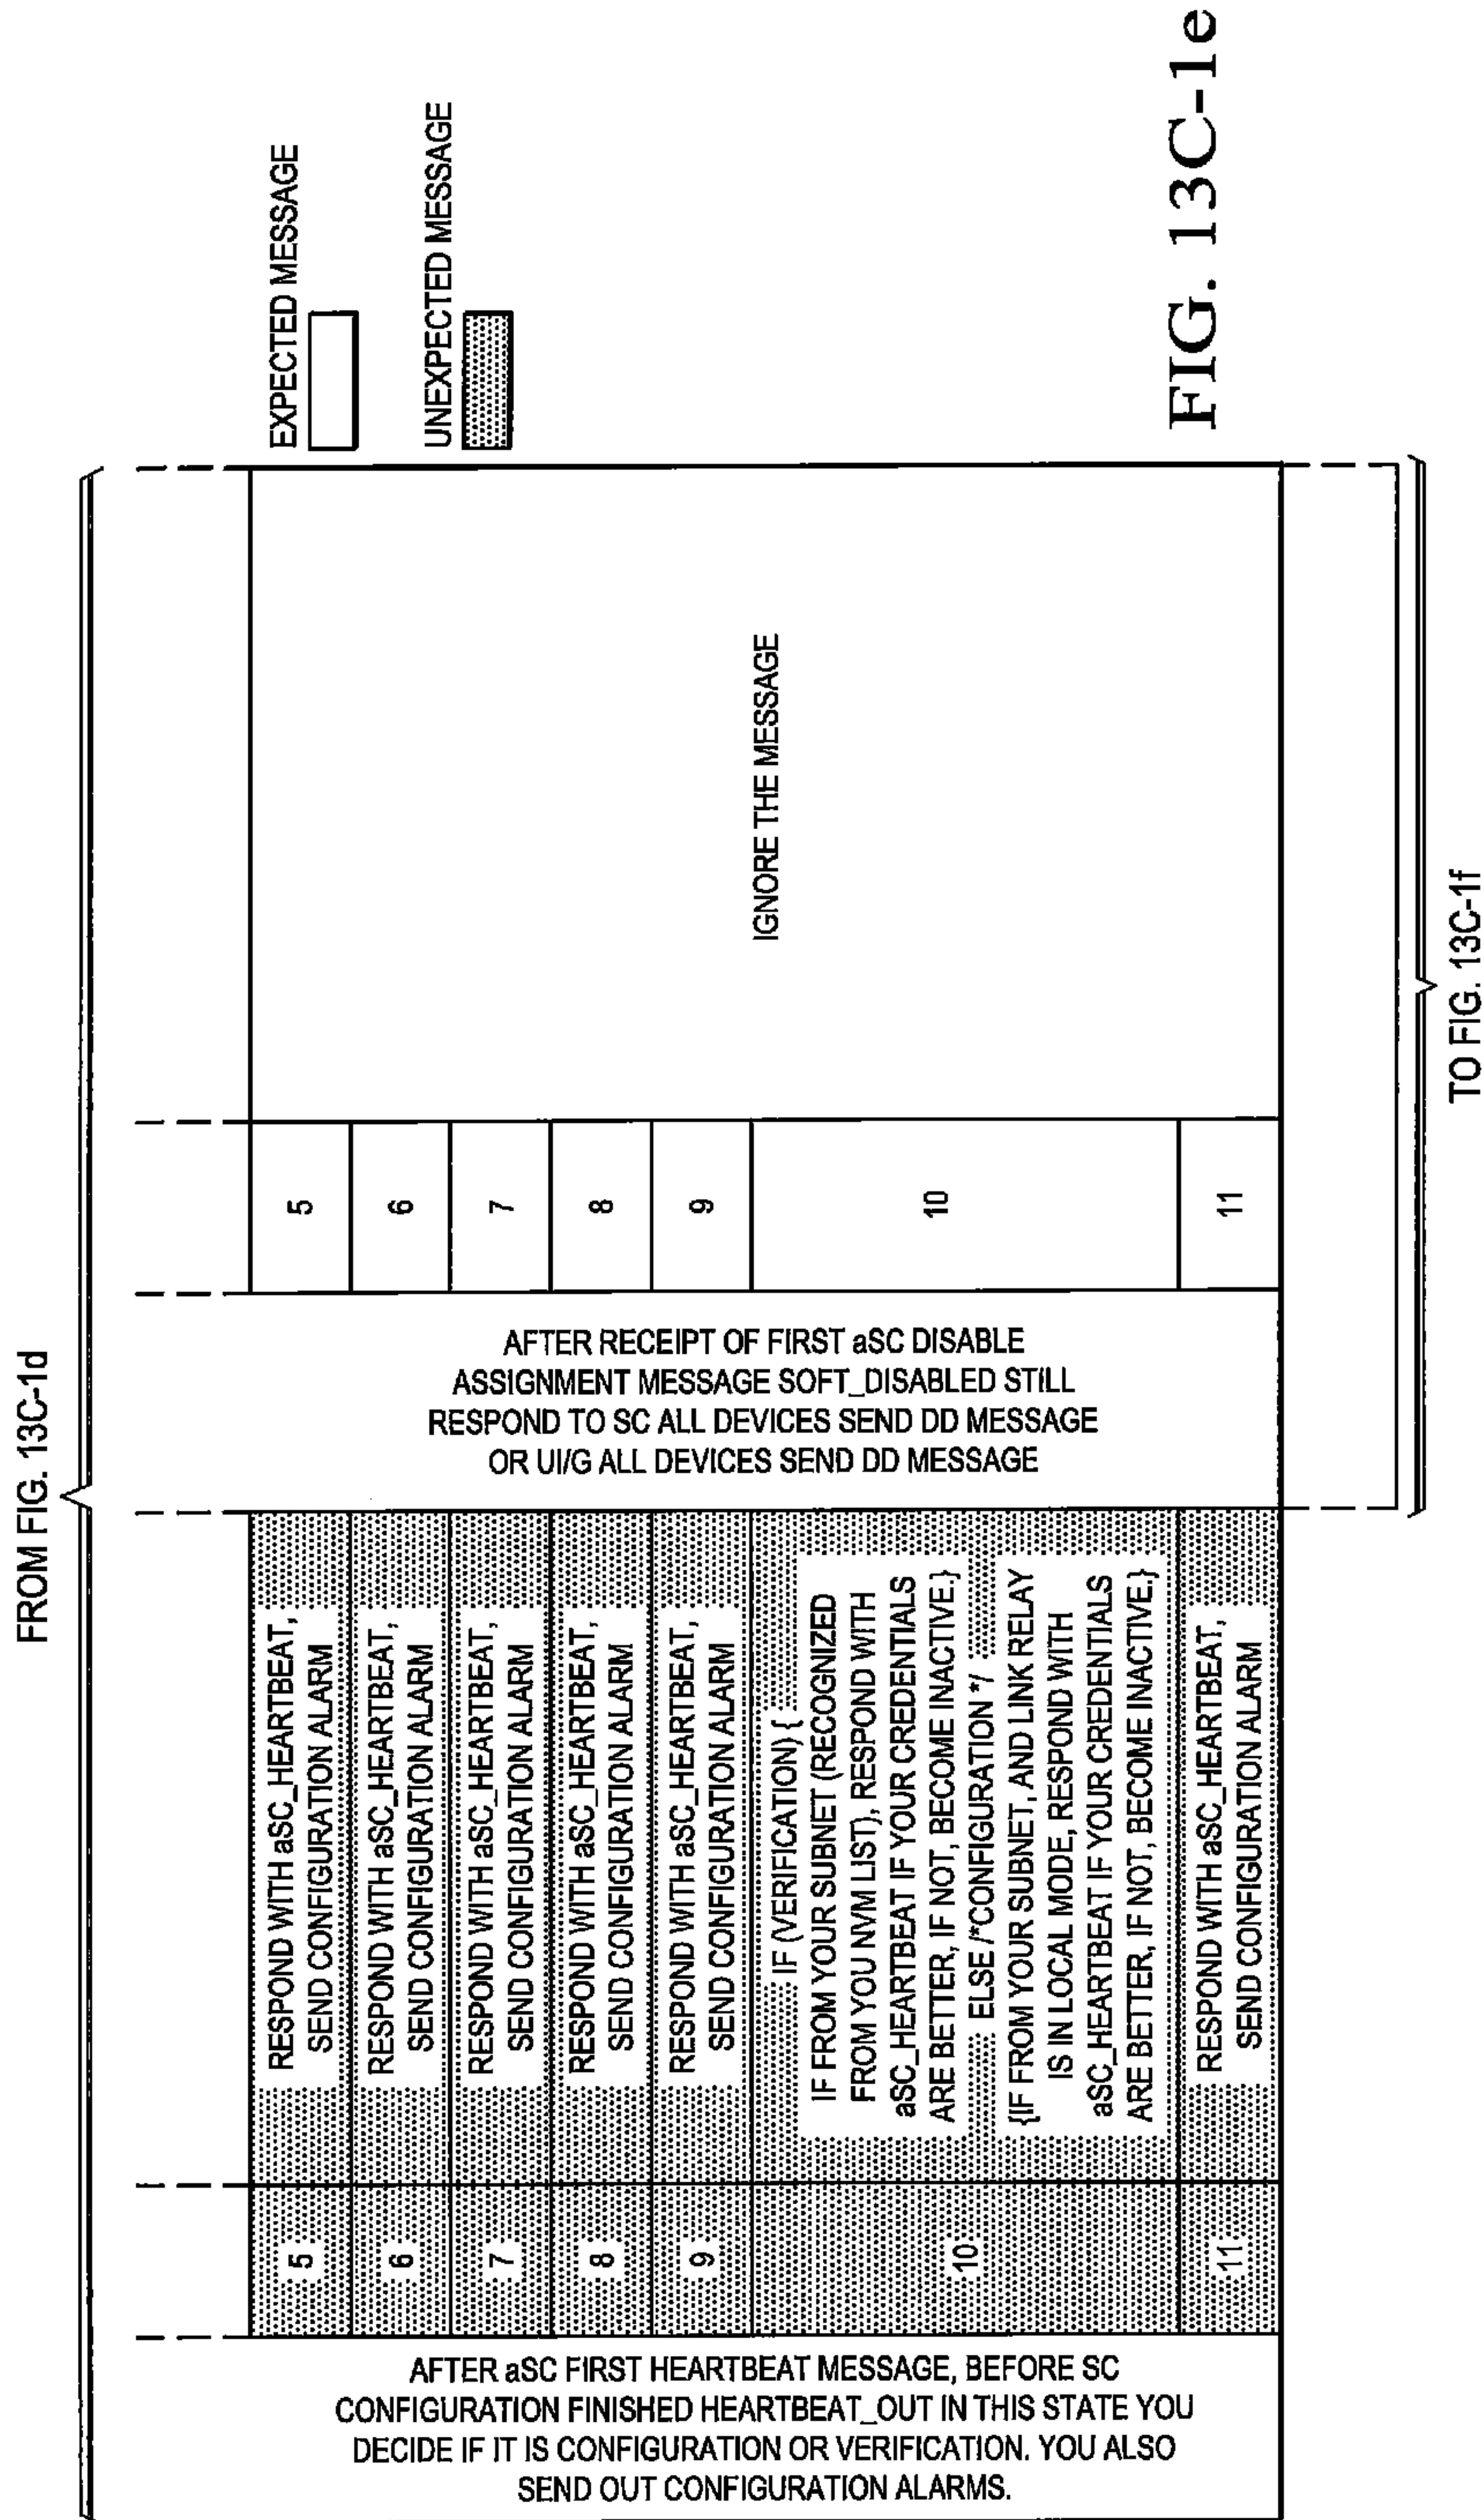 FROM FIG. 13C-1d
AFTER aSC FIRST HEARTBEAT MESSAGE, BEFORE SC
CONFIGURATION FINISHED HEARTBEAT_OUT IN THIS STATE YOU
DECIDE IF IT IS CONFIGURATION OR VERIFICATION. YOU ALSO
SEND OUT CONFIGURATION ALARMS.
5
RESPOND WITH aSC_HEARTBEAT,
SEND CONFIGURATION ALARM
6
RESPOND WITH aSC_HEARTBEAT,
SEND CONFIGURATION ALARM
7
RESPOND WITH aSC_HEARTBEAT,
SEND CONFIGURATION ALARM
8
RESPOND WITH aSC_HEARTBEAT,
SEND CONFIGURATION ALARM
9
RESPOND WITH aSC_HEARTBEAT,
SEND CONFIGURATION ALARM
10
IF (VERIFICATION) {
IF FROM YOUR SUBNET (RECOGNIZED
FROM YOU NVM LIST), RESPOND WITH
aSC_HEARTBEAT IF YOUR CREDENTIALS
ARE BETTER, IF NOT, BECOME INACTIVE.}
ELSE /*CONFIGURATION */
{IF FROM YOUR SUBNET, AND LINK RELAY
IS IN LOCAL MODE, RESPOND WITH
aSC_HEARTBEAT IF YOUR CREDENTIALS
ARE BETTER, IF NOT, BECOME INACTIVE.}
11
RESPOND WITH aSC_HEARTBEAT,
SEND CONFIGURATION ALARM
AFTER RECEIPT OF FIRST aSC DISABLE
ASSIGNMENT MESSAGE SOFT_DISABLED STILL
RESPOND TO SC ALL DEVICES SEND DD MESSAGE
OR UI/G ALL DEVICES SEND DD MESSAGE
5
6
7
8
9
10
11
IGNORE THE MESSAGE
EXPECTED MESSAGE
UNEXPECTED MESSAGE
TO FIG. 13C-1f
FIG. 13C-1e